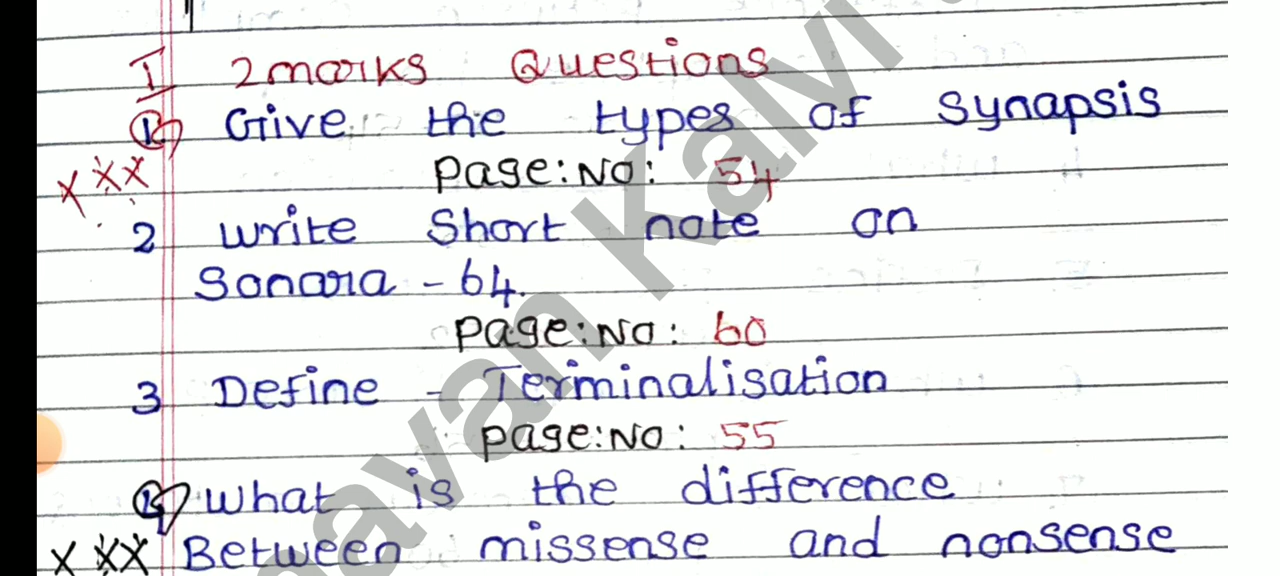 I 2marks Questions
1 Give the types of Synapsis
xxx Page:No: 54
2 Write Short note on
Sonara - 64.
Page:No: 60
3 Define - Terminalisation
Page:No: 55
4 What is the difference
xxx Between missense and nonsense
avan Kalvi